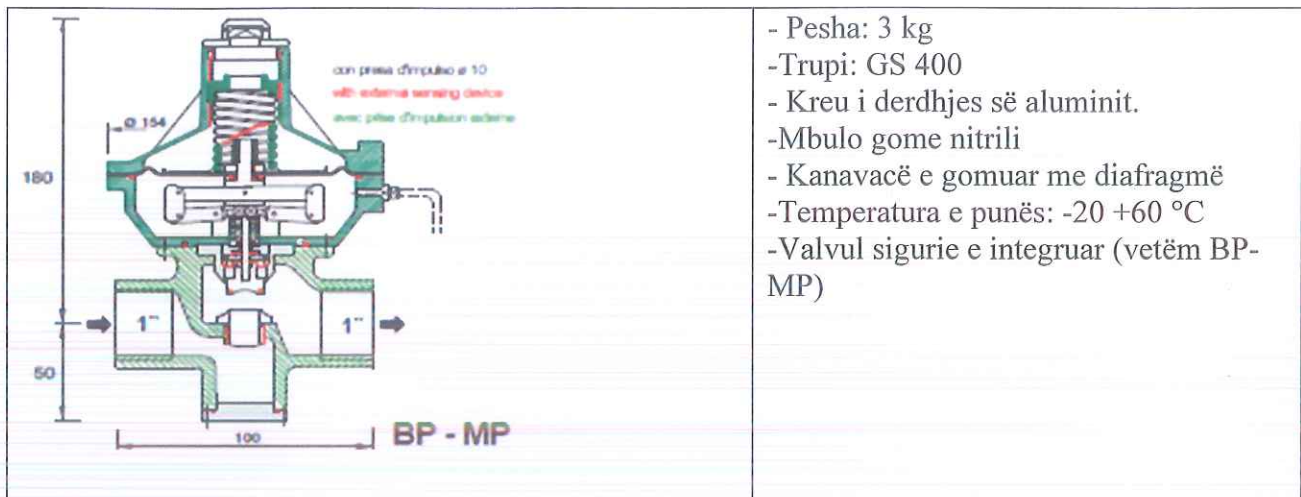 con presa d'impulso ø 10
with external sensing device
avec prise d'impulsion externe
Ø 154
180
1"
1"
50
100
BP - MP
- Pesha: 3 kg
-Trupi: GS 400
- Kreu i derdhjes së aluminit.
-Mbulo gome nitrili
- Kanavacë e gomuar me diafragmë
-Temperatura e punës: -20 +60 °C
-Valvul sigurie e integruar (vetëm BP-
MP)